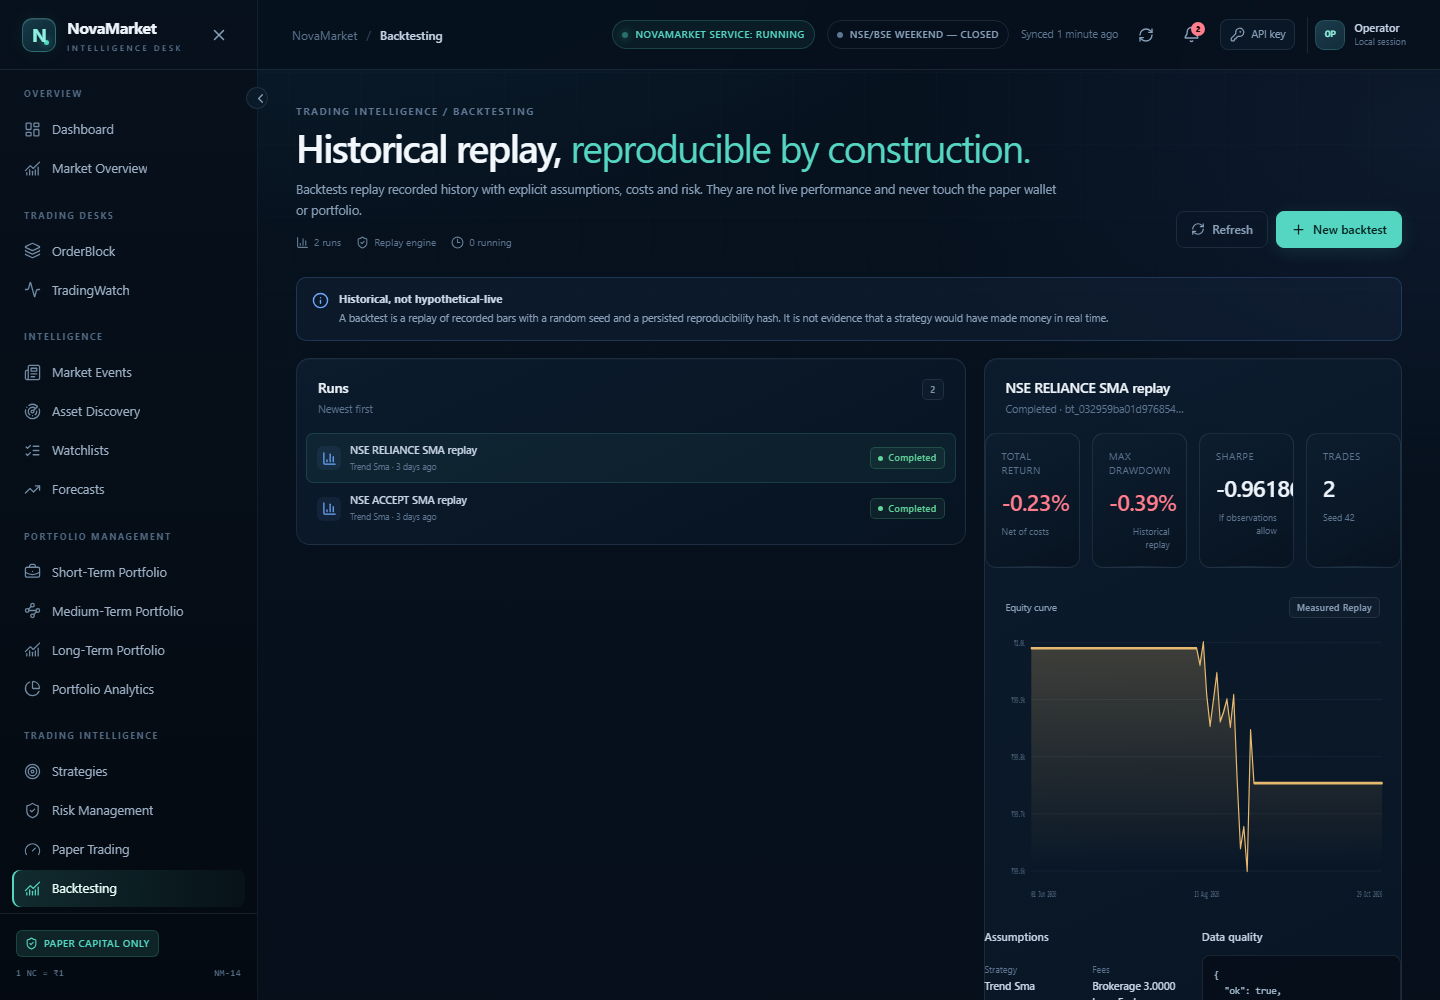 N
NovaMarket
INTELLIGENCE DESK
NovaMarket / Backtesting
NOVAMARKET SERVICE: RUNNING
NSE/BSE WEEKEND — CLOSED
Synced 1 minute ago
2
API key
OP
Operator
Local session
OVERVIEW
Dashboard
Market Overview
TRADING DESKS
OrderBlock
TradingWatch
INTELLIGENCE
Market Events
Asset Discovery
Watchlists
Forecasts
PORTFOLIO MANAGEMENT
Short-Term Portfolio
Medium-Term Portfolio
Long-Term Portfolio
Portfolio Analytics
TRADING INTELLIGENCE
Strategies
Risk Management
Paper Trading
Backtesting
PAPER CAPITAL ONLY
1 NC = ₹1
NM-14
TRADING INTELLIGENCE / BACKTESTING
Historical replay, reproducible by construction.
Backtests replay recorded history with explicit assumptions, costs and risk. They are not live performance and never touch the paper wallet
or portfolio.
2 runs
Replay engine
0 running
Refresh
New backtest
Historical, not hypothetical-live
A backtest is a replay of recorded bars with a random seed and a persisted reproducibility hash. It is not evidence that a strategy would have made money in real time.
Runs
2
Newest first
NSE RELIANCE SMA replay
Trend Sma · 3 days ago
Completed
NSE ACCEPT SMA replay
Trend Sma · 3 days ago
Completed
NSE RELIANCE SMA replay
Completed · bt_032959ba01d976854...
TOTAL
RETURN
-0.23%
Net of costs
MAX
DRAWDOWN
-0.39%
Historical
replay
SHARPE
-0.9618
If observations
allow
TRADES
2
Seed 42
Equity curve
Measured Replay
Assumptions
Data quality
Strategy
Fees
Trend Sma
Brokerage 3.0000
{
"ok": true,